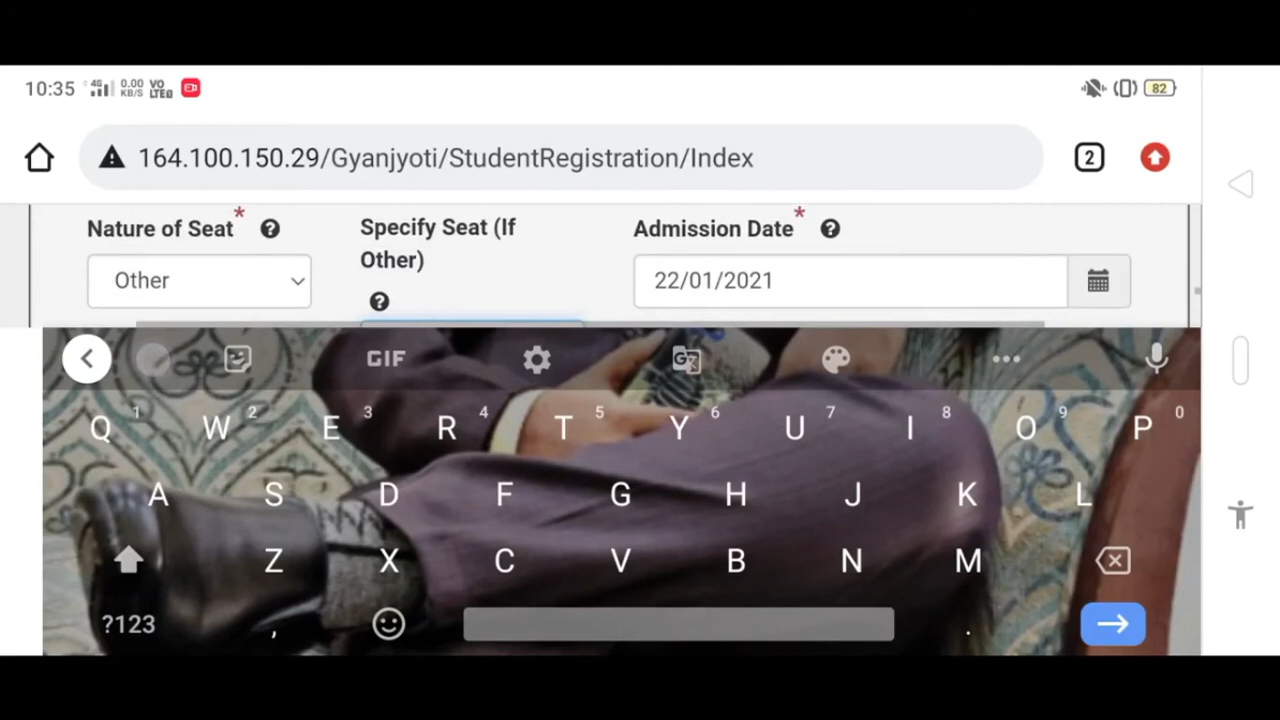 10:35 4G 0.00 KB/S VO LTE 82
164.100.150.29/Gyanjyoti/StudentRegistration/Index 2
Nature of Seat* Specify Seat (If Other) Admission Date*
Other 22/01/2021
GIF
Q 1 W 2 E 3 R 4 T 5 Y 6 U 7 I 8 O 9 P 0
A S D F G H J K L
Z X C V B N M
?123 , .